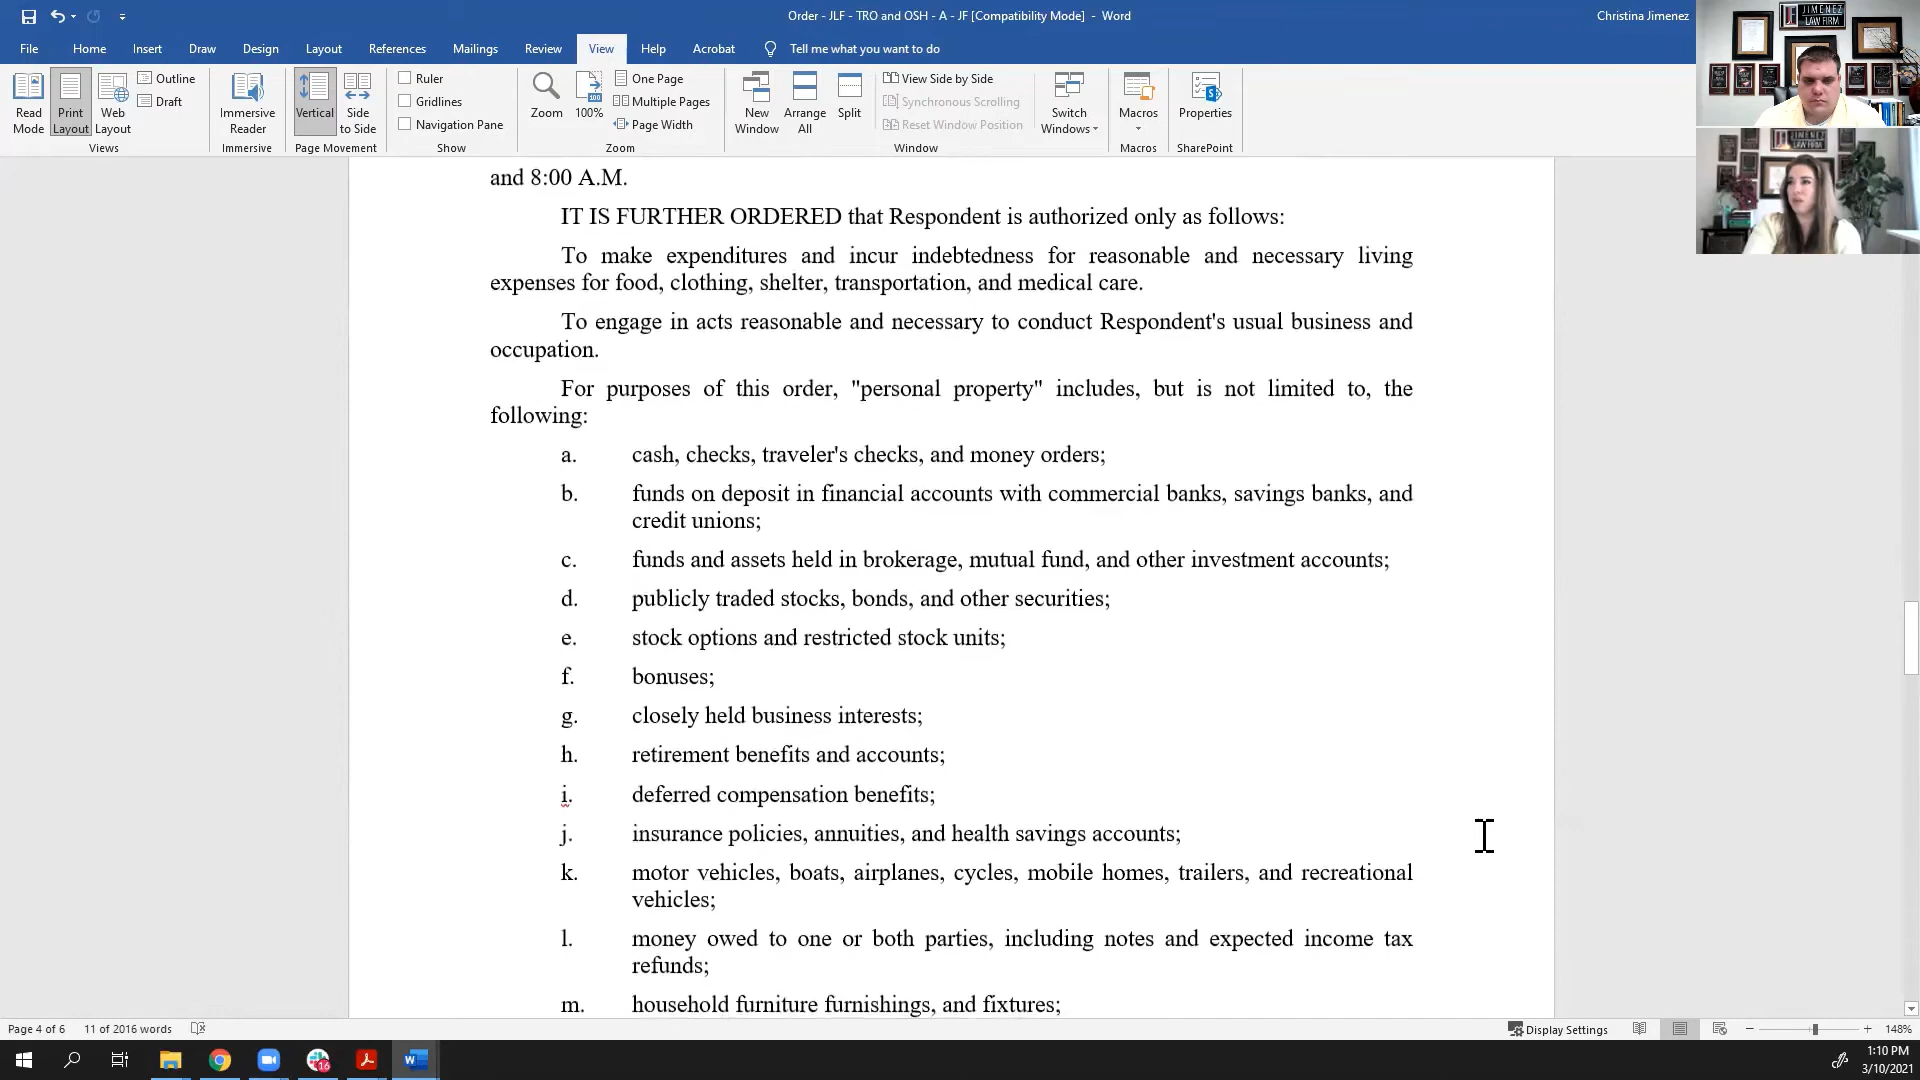 Order - JLF - TRO and OSH - A - JF [Compatibility Mode] - Word
Christina Jimenez
File Home Insert Draw Design Layout References Mailings Review View Help Acrobat Tell me what you want to do
Read Mode
Print Layout
Web Layout
Outline
Draft
Views
Immersive Reader
Immersive
Vertical
Side to Side
Page Movement
Ruler
Gridlines
Navigation Pane
Show
Zoom
100
100%
One Page
Multiple Pages
Page Width
Zoom
New Window
Arrange All
Split
View Side by Side
Synchronous Scrolling
Reset Window Position
Switch Windows
Window
Macros
Macros
Properties
SharePoint
JIMENEZ
LAW FIRM
JIMENEZ
and 8:00 A.M.
IT IS FURTHER ORDERED that Respondent is authorized only as follows:
To make expenditures and incur indebtedness for reasonable and necessary living
expenses for food, clothing, shelter, transportation, and medical care.
To engage in acts reasonable and necessary to conduct Respondent's usual business and
occupation.
For purposes of this order, "personal property" includes, but is not limited to, the
following:
a. cash, checks, traveler's checks, and money orders;
b. funds on deposit in financial accounts with commercial banks, savings banks, and
credit unions;
c. funds and assets held in brokerage, mutual fund, and other investment accounts;
d. publicly traded stocks, bonds, and other securities;
e. stock options and restricted stock units;
f. bonuses;
g. closely held business interests;
h. retirement benefits and accounts;
i. deferred compensation benefits;
j. insurance policies, annuities, and health savings accounts;
k. motor vehicles, boats, airplanes, cycles, mobile homes, trailers, and recreational
vehicles;
l. money owed to one or both parties, including notes and expected income tax
refunds;
m. household furniture furnishings, and fixtures;
Page 4 of 6 11 of 2016 words
Display Settings
148%
16
1:10 PM
3/10/2021